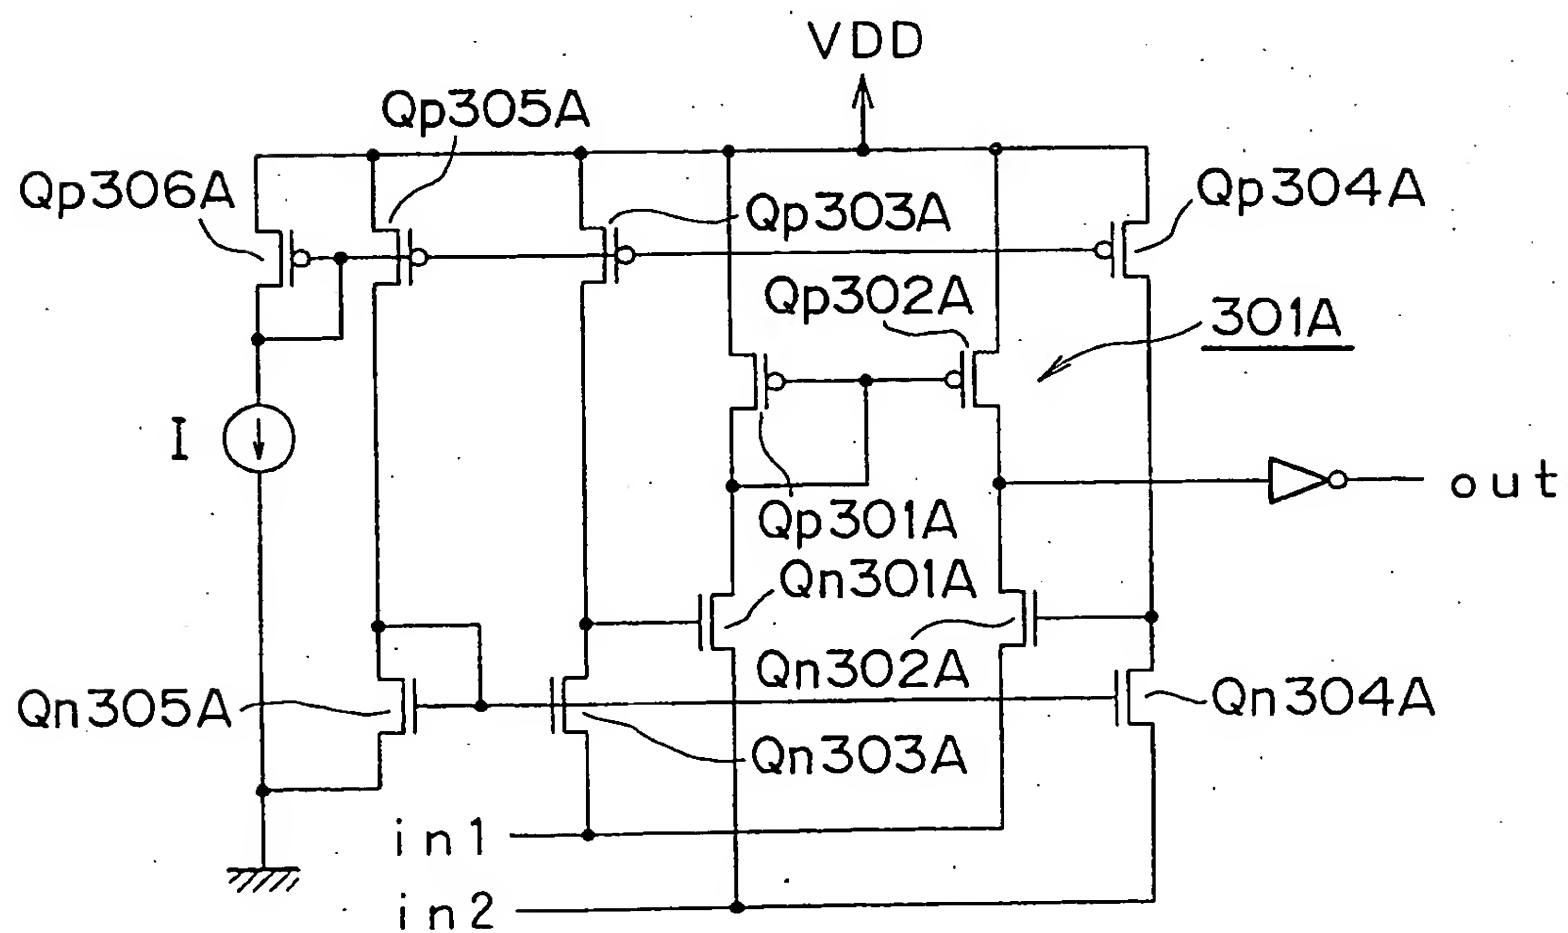 VDD
Qp305A
Qp306A
Qp303A
Qp304A
Qp302A
301A
I
out
Qp301A
Qn301A
Qn302A
Qn305A
Qn304A
Qn303A
in1
in2